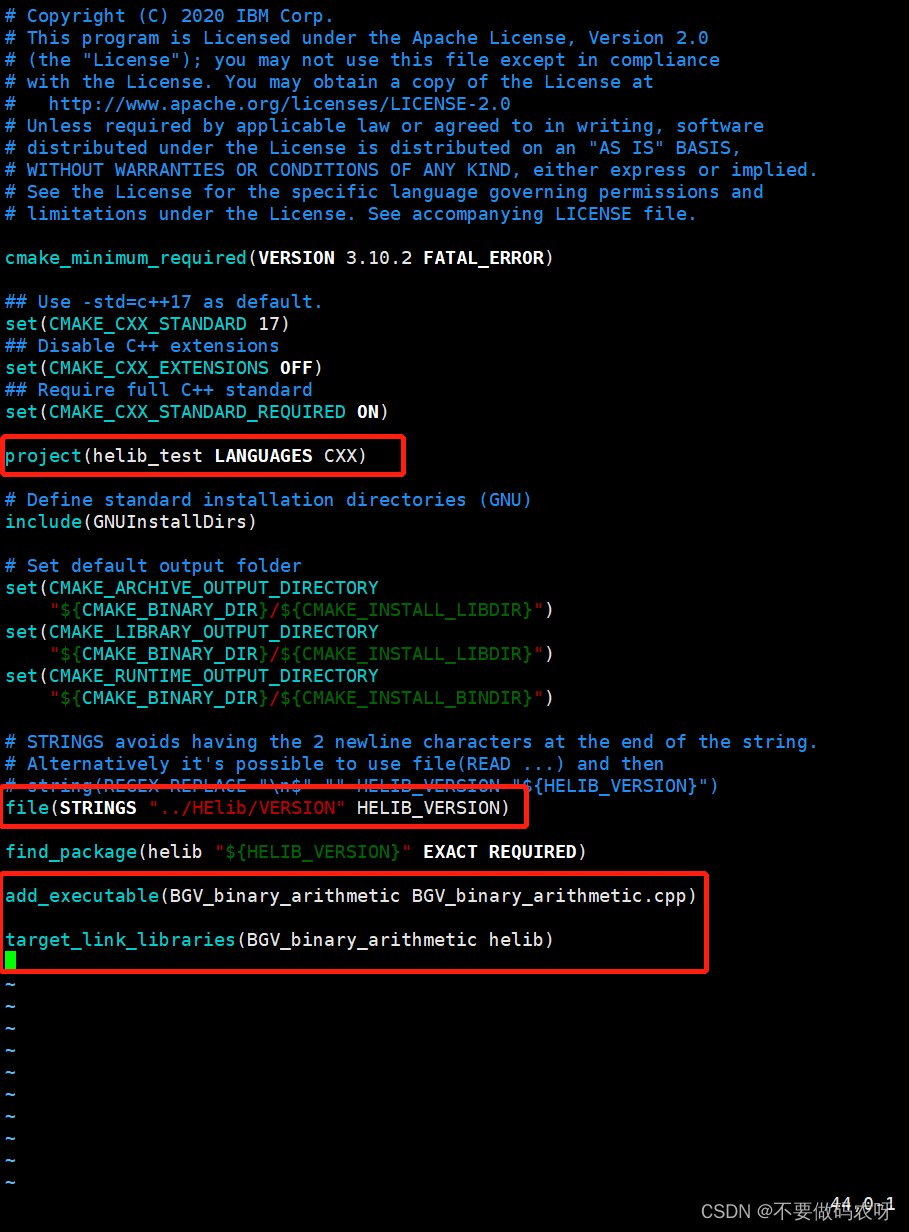 # Copyright (C) 2020 IBM Corp.
# This program is Licensed under the Apache License, Version 2.0
# (the "License"); you may not use this file except in compliance
# with the License. You may obtain a copy of the License at
#   http://www.apache.org/licenses/LICENSE-2.0
# Unless required by applicable law or agreed to in writing, software
# distributed under the License is distributed on an "AS IS" BASIS,
# WITHOUT WARRANTIES OR CONDITIONS OF ANY KIND, either express or implied.
# See the License for the specific language governing permissions and
# limitations under the License. See accompanying LICENSE file.
cmake_minimum_required(VERSION 3.10.2 FATAL_ERROR)
## Use -std=c++17 as default.
set(CMAKE_CXX_STANDARD 17)
## Disable C++ extensions
set(CMAKE_CXX_EXTENSIONS OFF)
## Require full C++ standard
set(CMAKE_CXX_STANDARD_REQUIRED ON)
project(helib_test LANGUAGES CXX)
# Define standard installation directories (GNU)
include(GNUInstallDirs)
# Set default output folder
set(CMAKE_ARCHIVE_OUTPUT_DIRECTORY
    "${CMAKE_BINARY_DIR}/${CMAKE_INSTALL_LIBDIR}")
set(CMAKE_LIBRARY_OUTPUT_DIRECTORY
    "${CMAKE_BINARY_DIR}/${CMAKE_INSTALL_LIBDIR}")
set(CMAKE_RUNTIME_OUTPUT_DIRECTORY
    "${CMAKE_BINARY_DIR}/${CMAKE_INSTALL_BINDIR}")
# STRINGS avoids having the 2 newline characters at the end of the string.
# Alternatively it's possible to use file(READ ...) and then
# string(REGEX REPLACE "\n$" "" HELIB_VERSION "${HELIB_VERSION}")
file(STRINGS "../HElib/VERSION" HELIB_VERSION)
find_package(helib "${HELIB_VERSION}" EXACT REQUIRED)
add_executable(BGV_binary_arithmetic BGV_binary_arithmetic.cpp)
target_link_libraries(BGV_binary_arithmetic helib)
~
~
~
~
~
~
~
~
~
~
44,0-1
CSDN @不要做码农呀